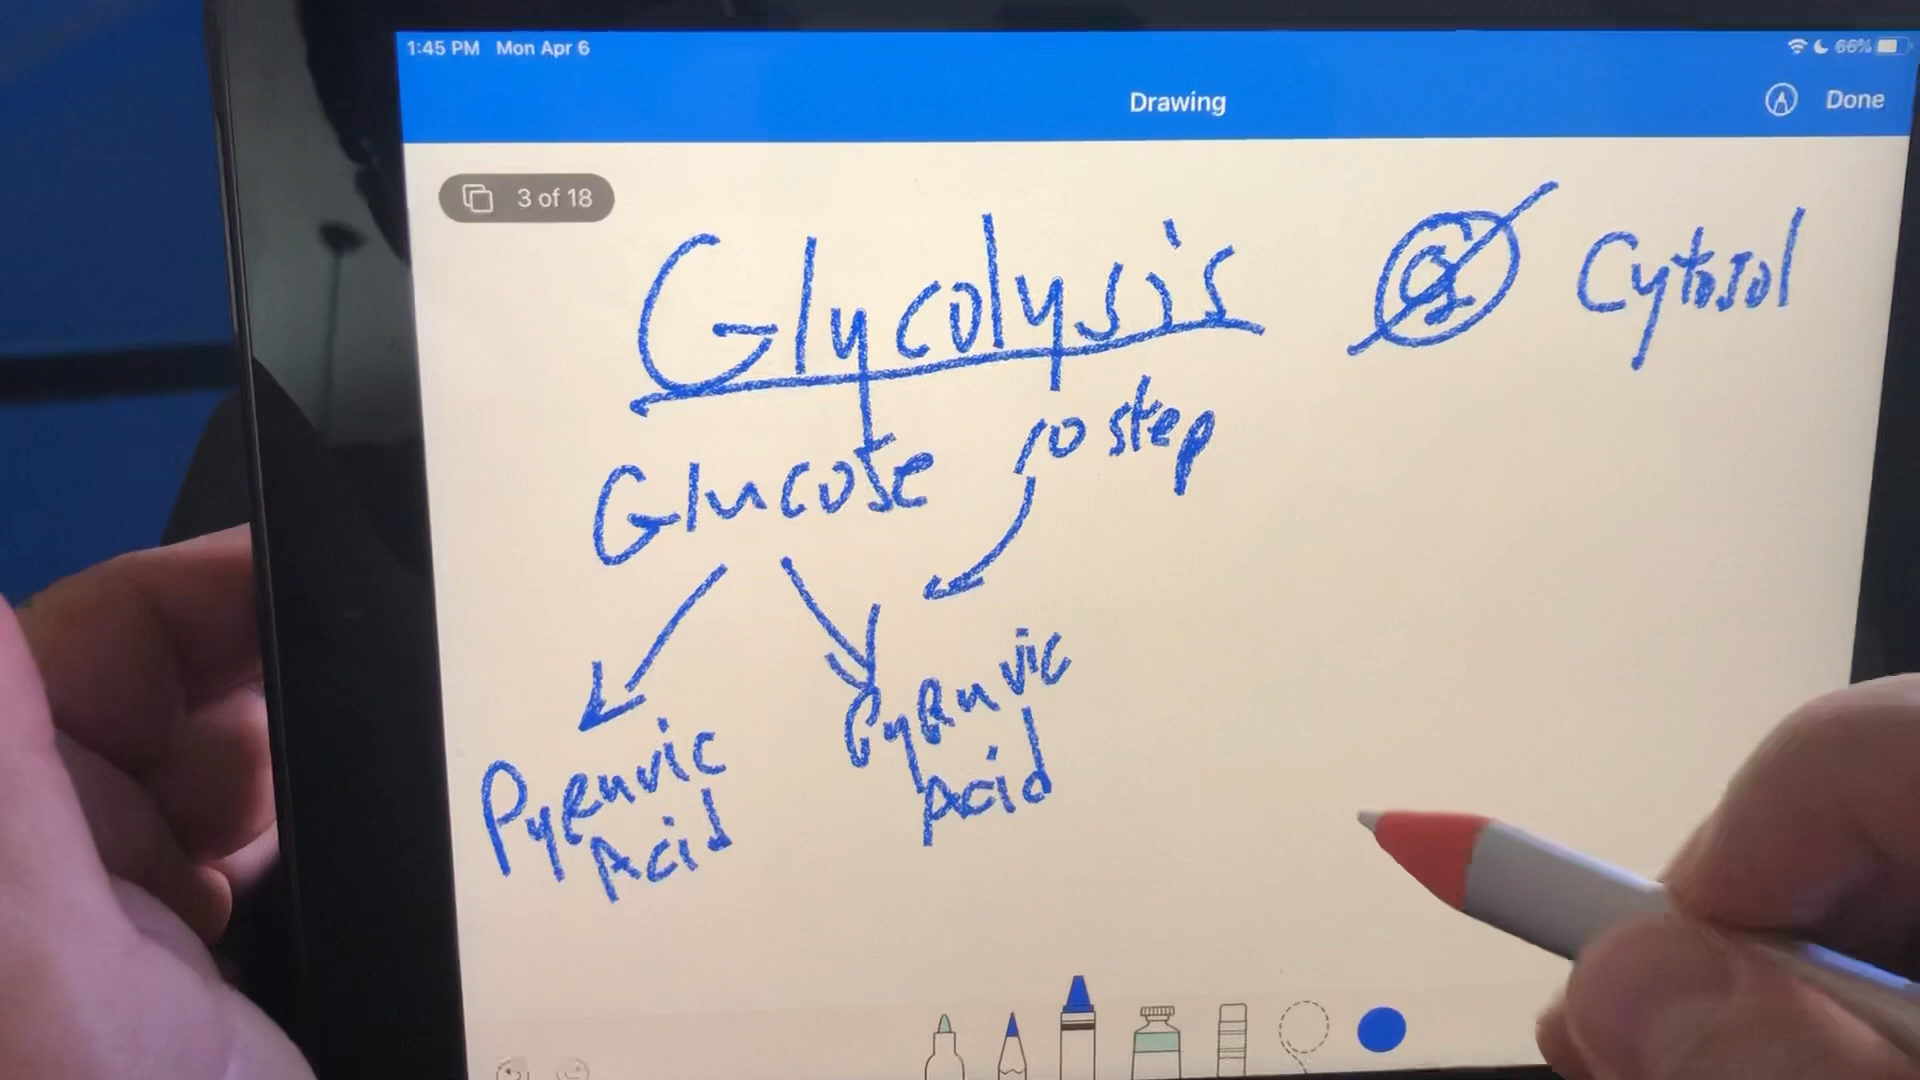 1:45 PM Mon Apr 6
66%
Drawing
Done
3 of 18
Glycolysis
Cytosol
10 step
Glucose
Pyruvic
Acid
Pyruvic
Acid